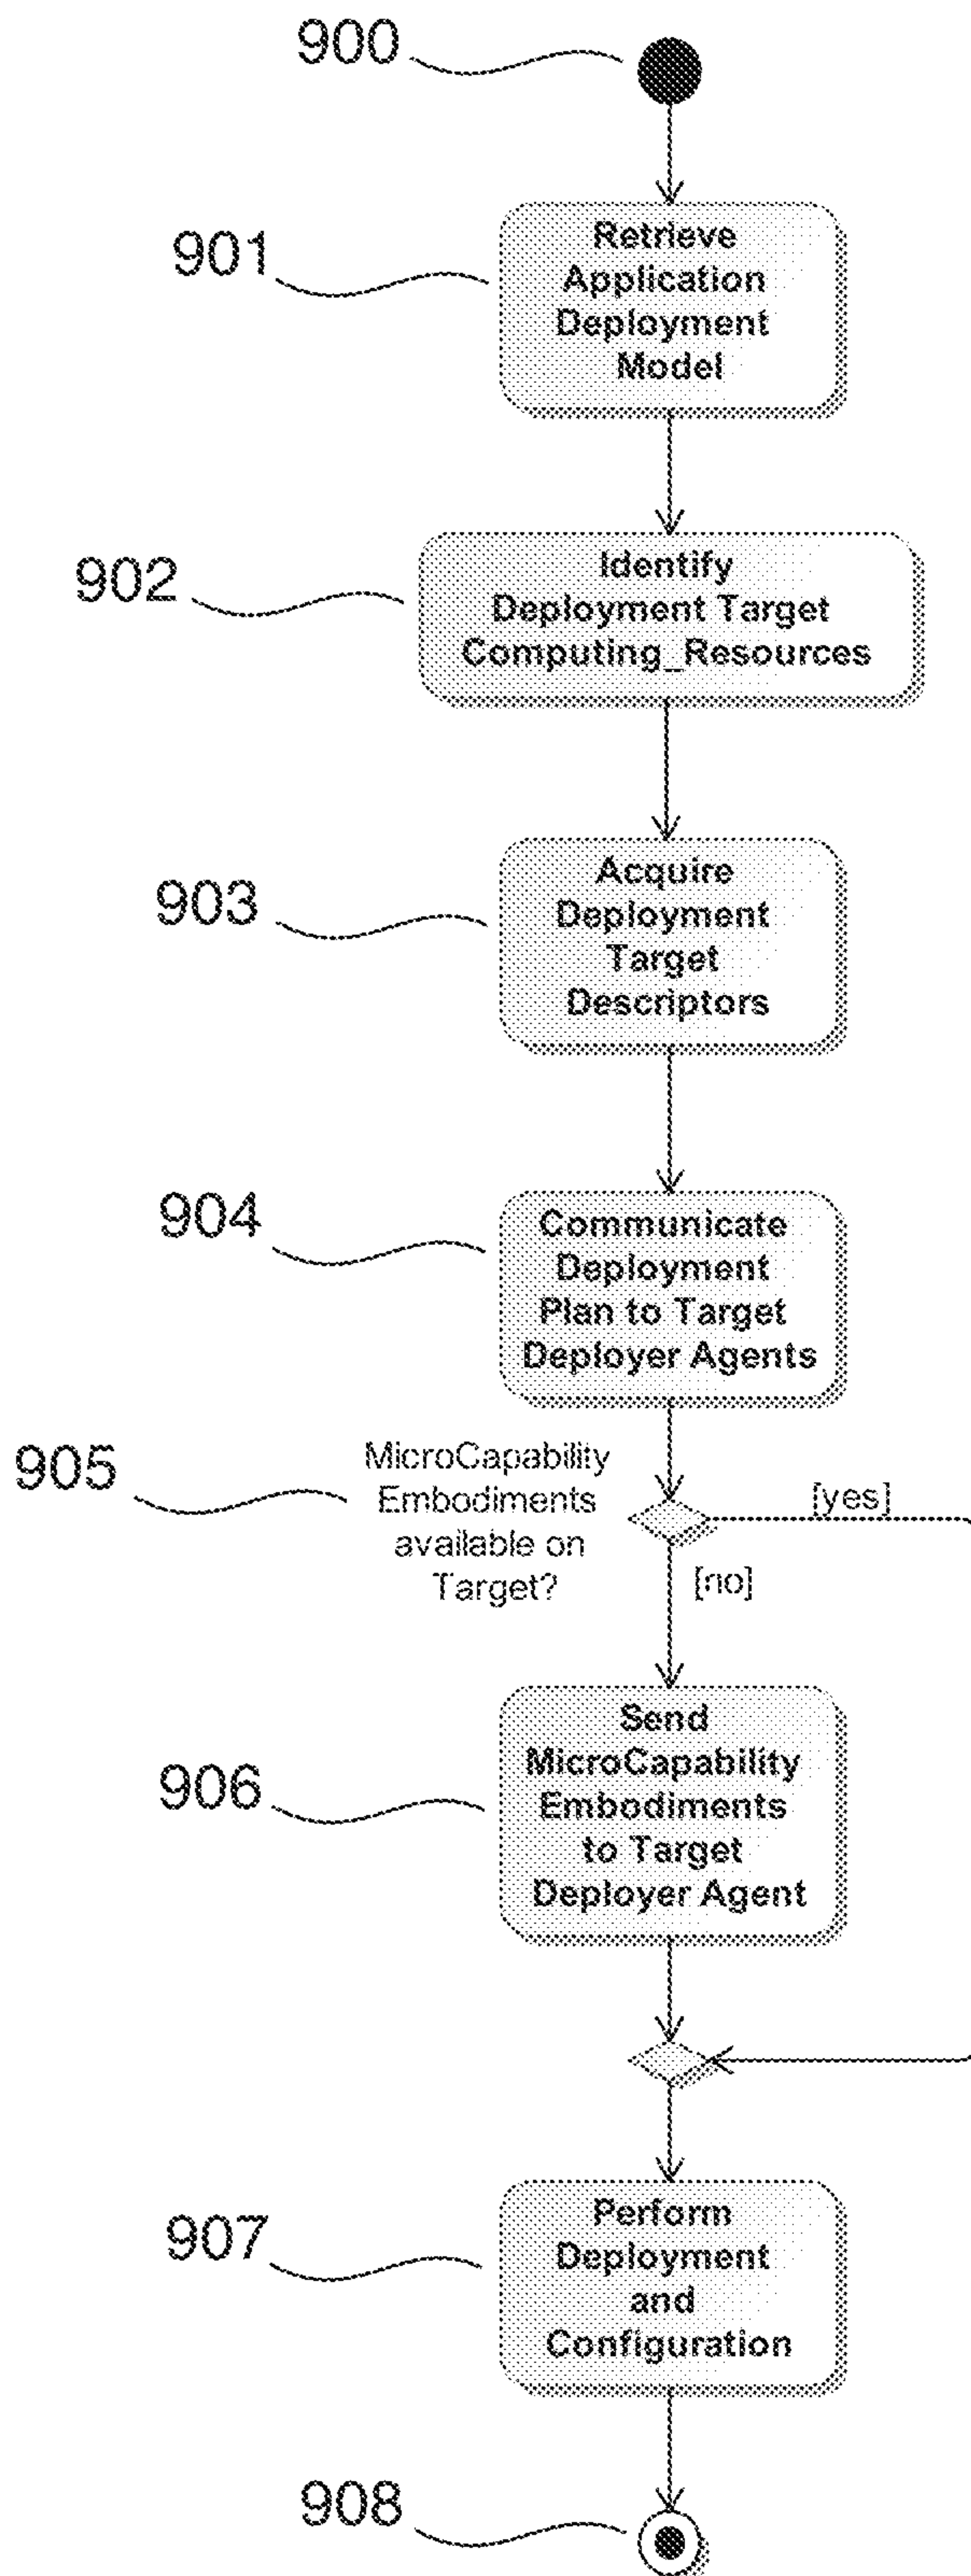 900
901
Retrieve
Application
Deployment
Model
902
Identify
Deployment Target
Computing_Resources
903
Acquire
Deployment
Target
Descriptors
904
Communicate
Deployment
Plan to Target
Deployer Agents
905
MicroCapability
Embodiments
available on
Target?
[yes]
[no]
906
Send
MicroCapability
Embodiments
to Target
Deployer Agent
907
Perform
Deployment
and
Configuration
908